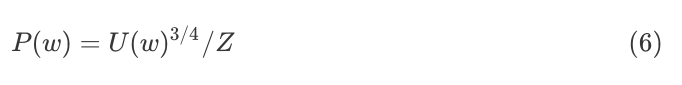 P(w) = U(w)^{3/4}/Z (6)